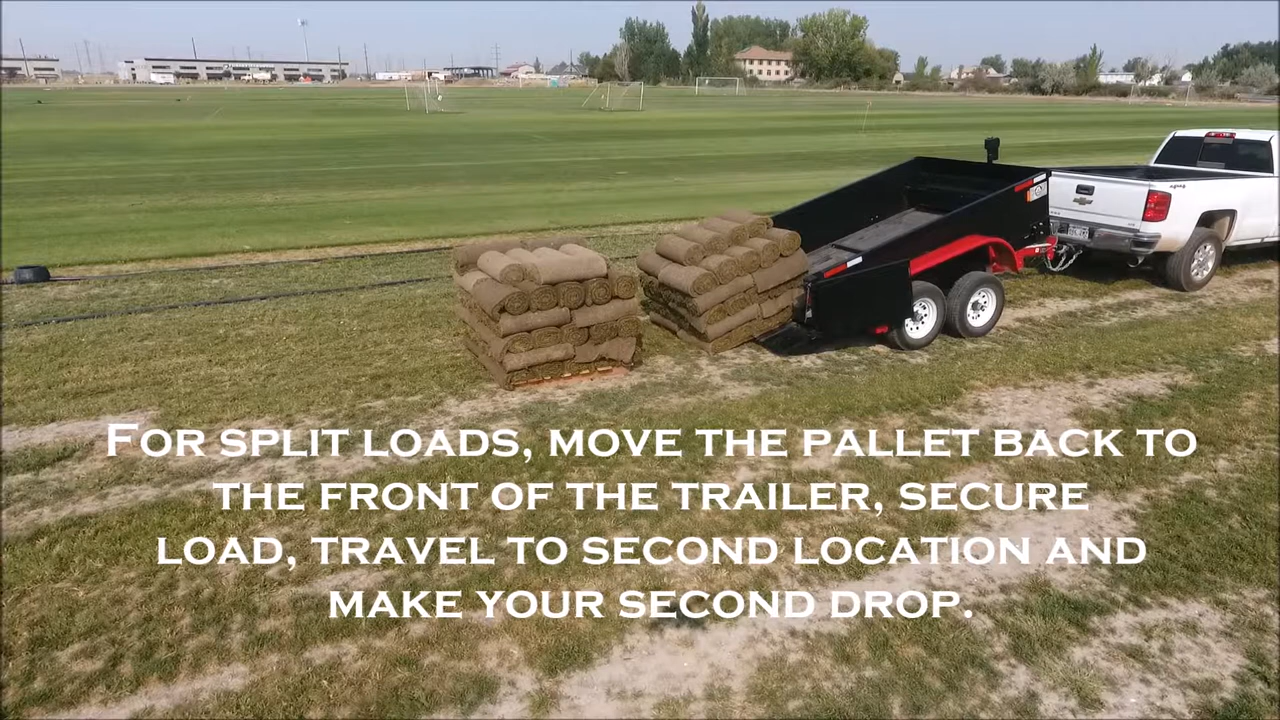 For split loads, move the pallet back to
the front of the trailer, secure
load, travel to second location and
make your second drop.